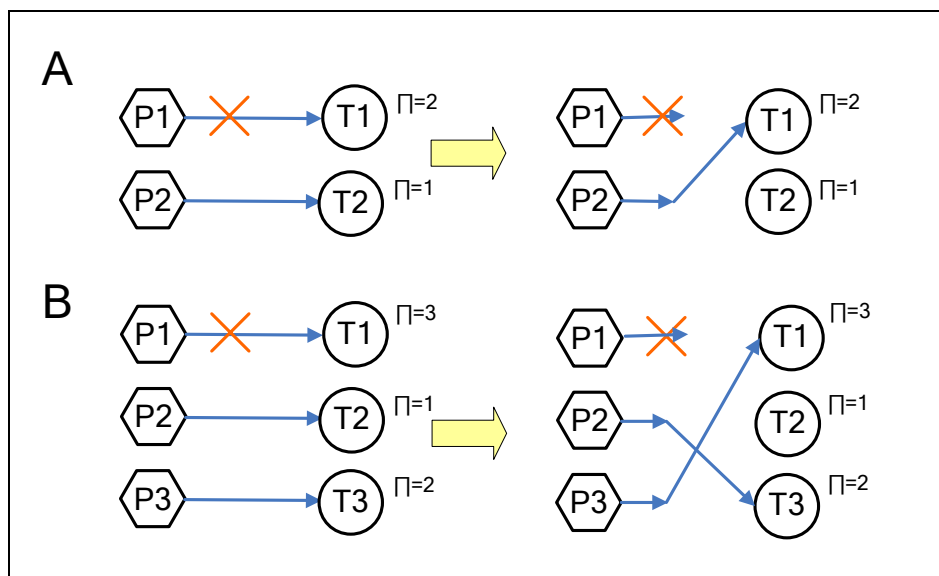 A
P1 T1 ∏=2 P1 T1 ∏=2
P2 T2 ∏=1 P2 T2 ∏=1
B
P1 T1 ∏=3 P1 T1 ∏=3
P2 T2 ∏=1 P2 T2 ∏=1
P3 T3 ∏=2 P3 T3 ∏=2